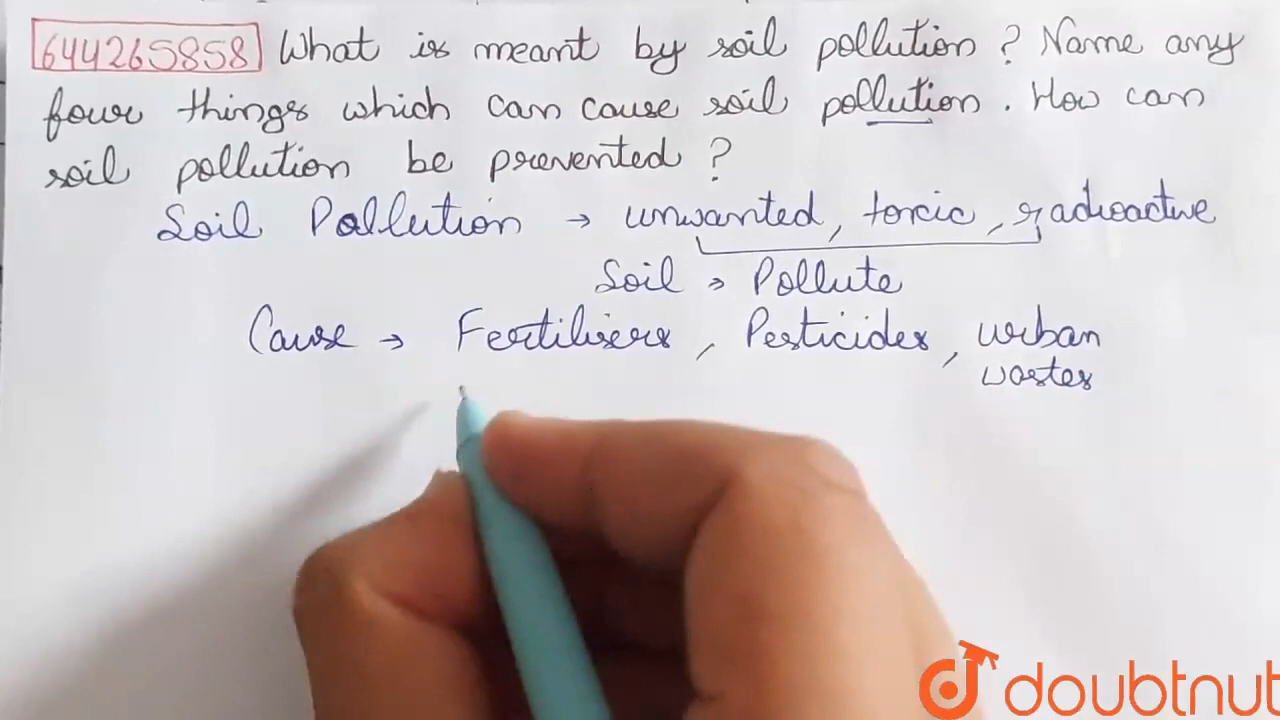 644265858 What is meant by soil pollution? Name any
four things which can cause soil pollution. How can
soil pollution be prevented?
Soil Pollution → unwanted, toxic, radioactive
Soil → Pollute
Cause → Fertilisers, Pesticides, urban
wastes
doubtnut